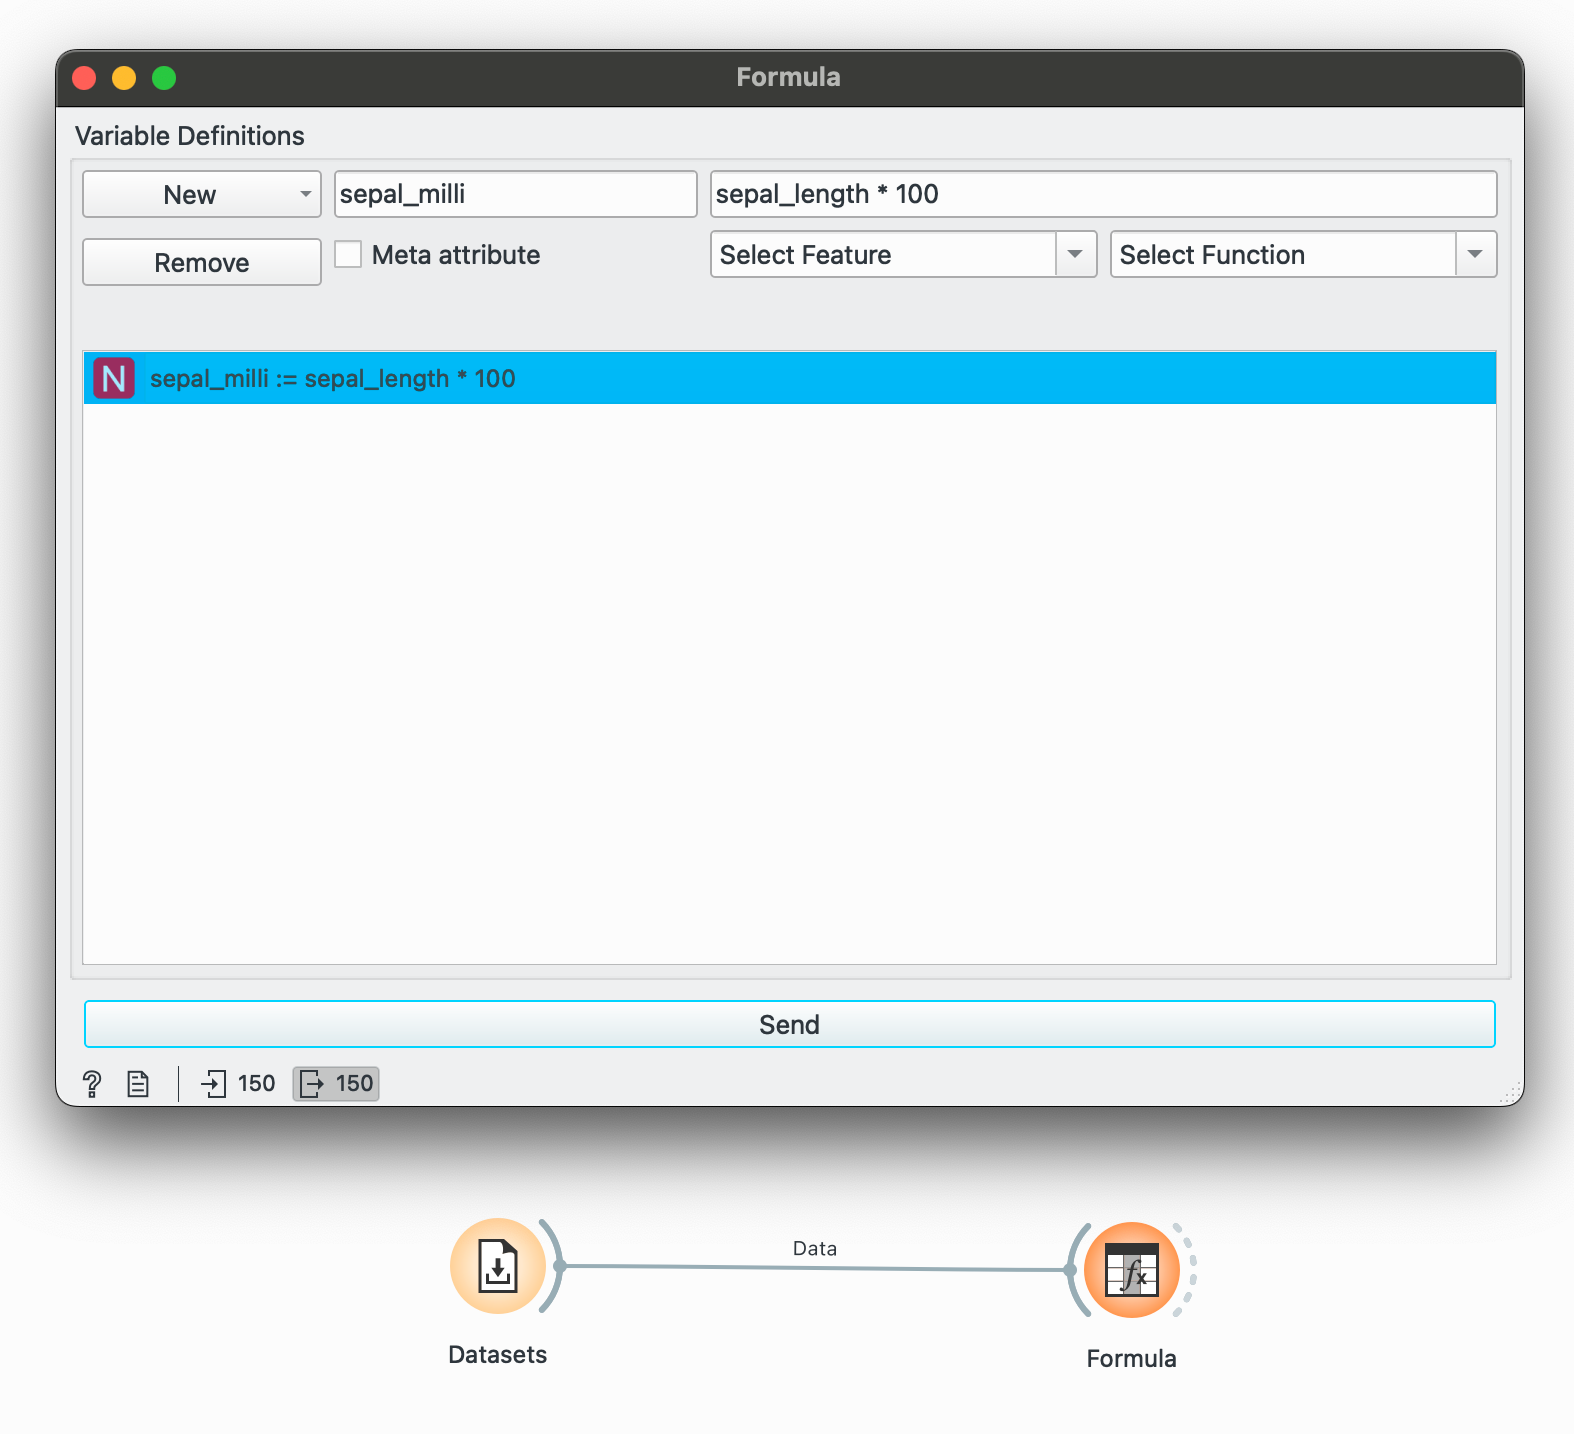 Formula
Variable Definitions
New sepal_milli sepal_length * 100
Remove Meta attribute Select Feature Select Function
N sepal_milli := sepal_length * 100
Send
? 150 150
Data
fx
Datasets
Formula